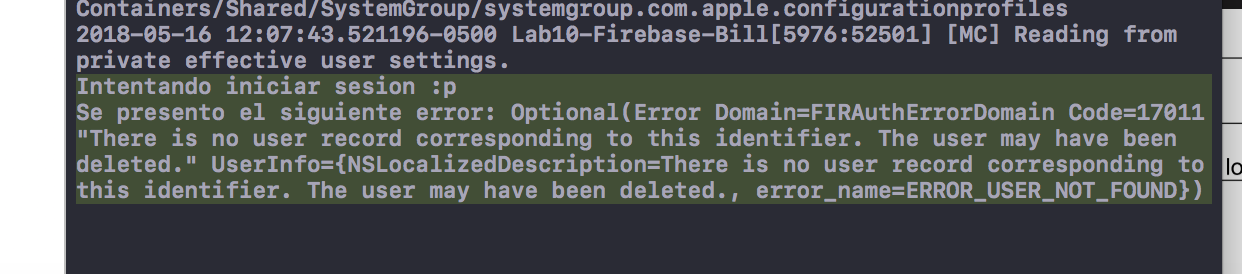 Containers/Shared/SystemGroup/systemgroup.com.apple.configurationprofiles
2018-05-16 12:07:43.521196-0500 Lab10-Firebase-Bill[5976:52501] [MC] Reading from
private effective user settings.
Intentando iniciar sesion :p
Se presento el siguiente error: Optional(Error Domain=FIRAuthErrorDomain Code=17011
"There is no user record corresponding to this identifier. The user may have been
deleted." UserInfo={NSLocalizedDescription=There is no user record corresponding to
this identifier. The user may have been deleted., error_name=ERROR_USER_NOT_FOUND})
lo